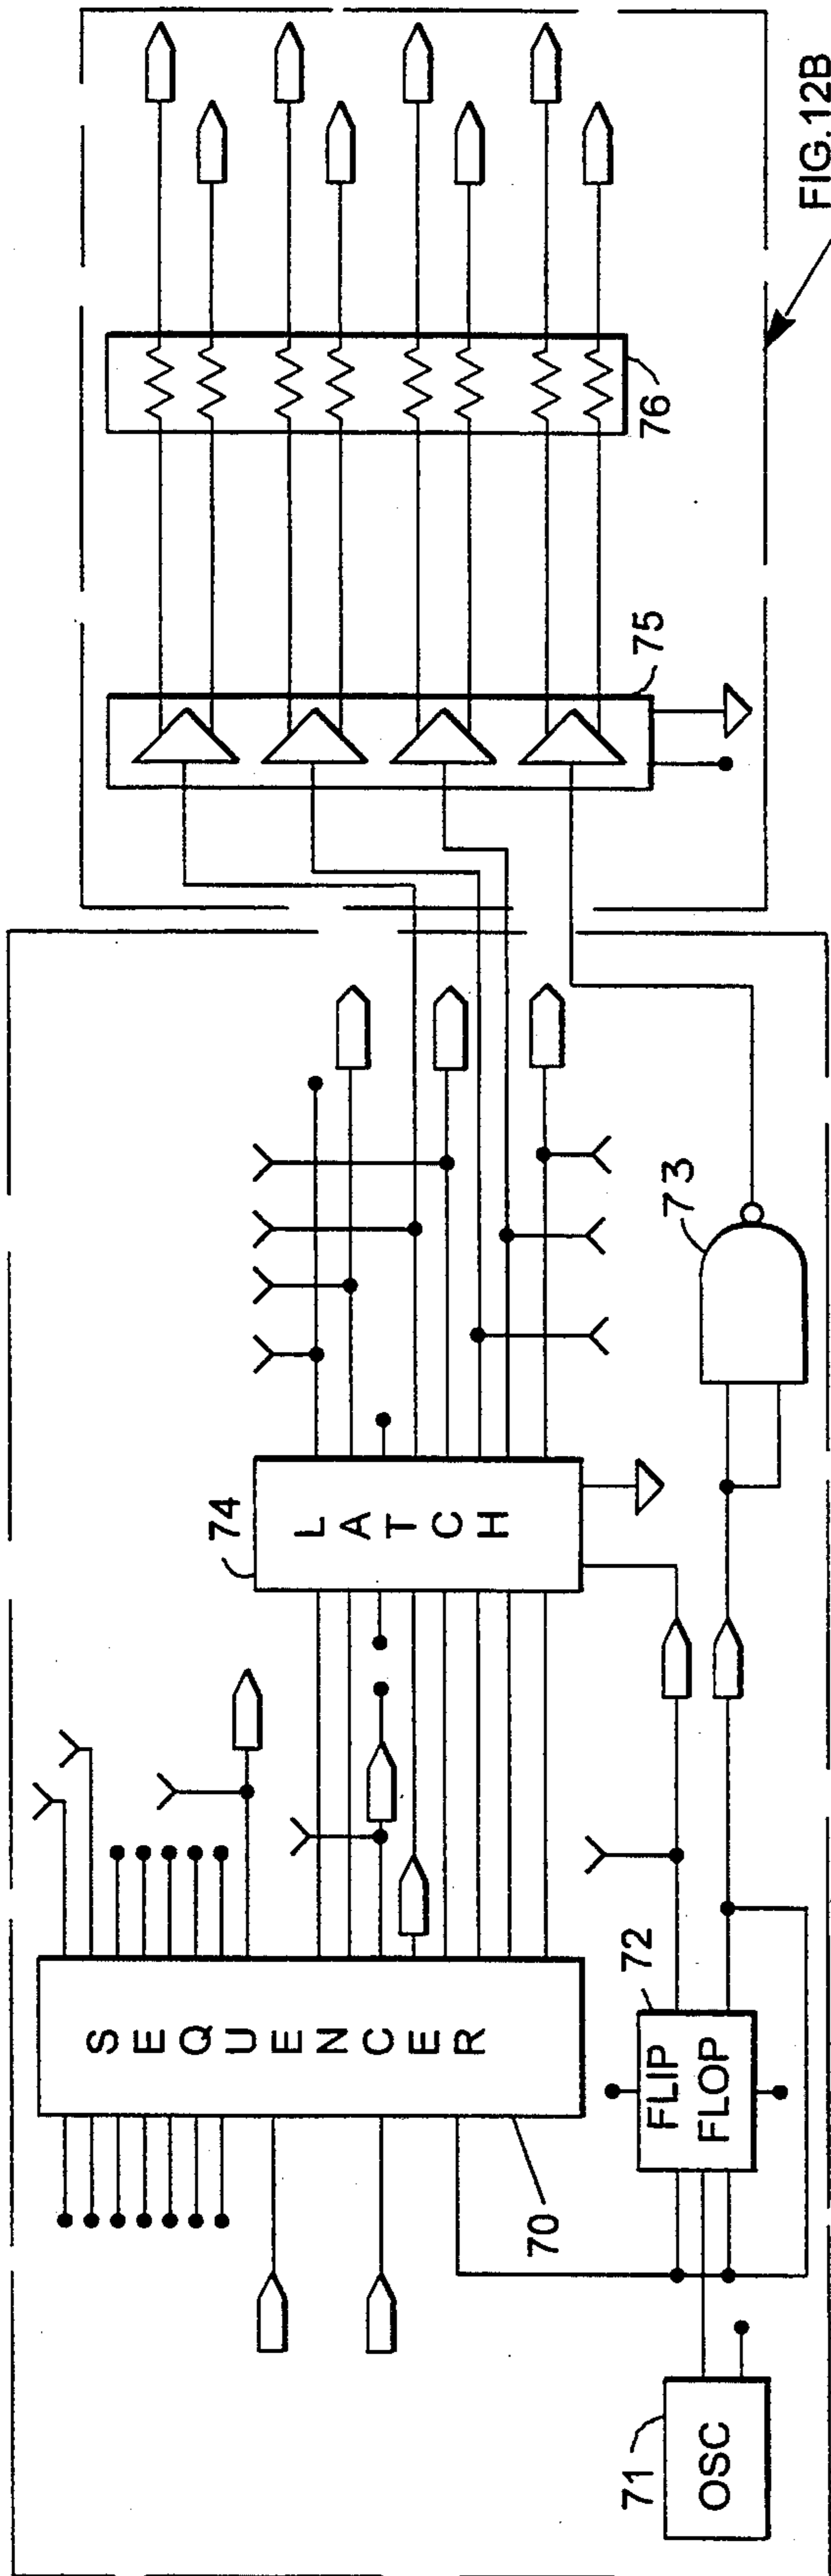 SEQUENCER
70
OSC
71
FLIP
FLOP
72
73
LATCH
74
75
76
FIG.12B